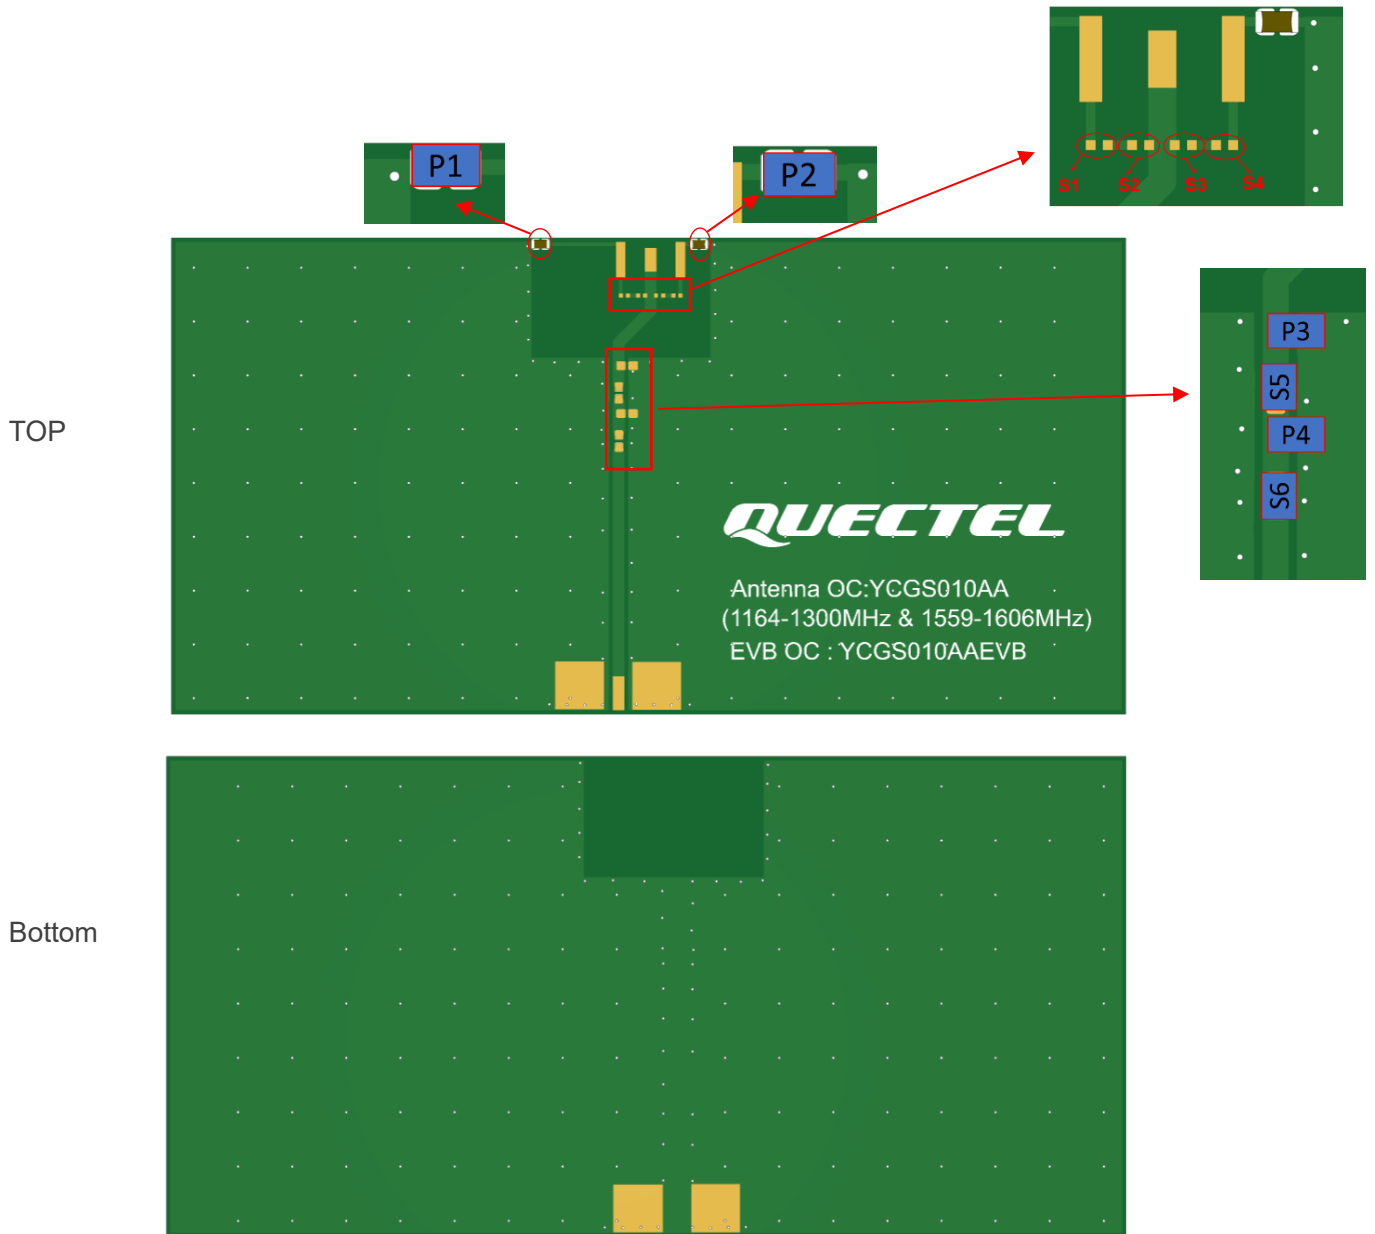 P1
P2
S1
S2
S3
S4
TOP
P3
S5
P4
S6
QUECTEL
Antenna OC:YCGS010AA
(1164-1300MHz & 1559-1606MHz)
EVB OC : YCGS010AAEVB
Bottom